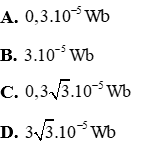 A. 0,3.10⁻⁵ Wb
B. 3.10⁻⁵ Wb
C. 0,3√3.10⁻⁵ Wb
D. 3√3.10⁻⁵ Wb